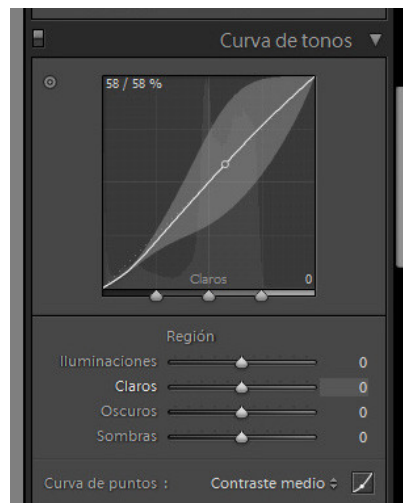 Curva de tonos
58 / 58 %
Claros 0
Región
Iluminaciones 0
Claros 0
Oscuros 0
Sombras 0
Curva de puntos : Contraste medio